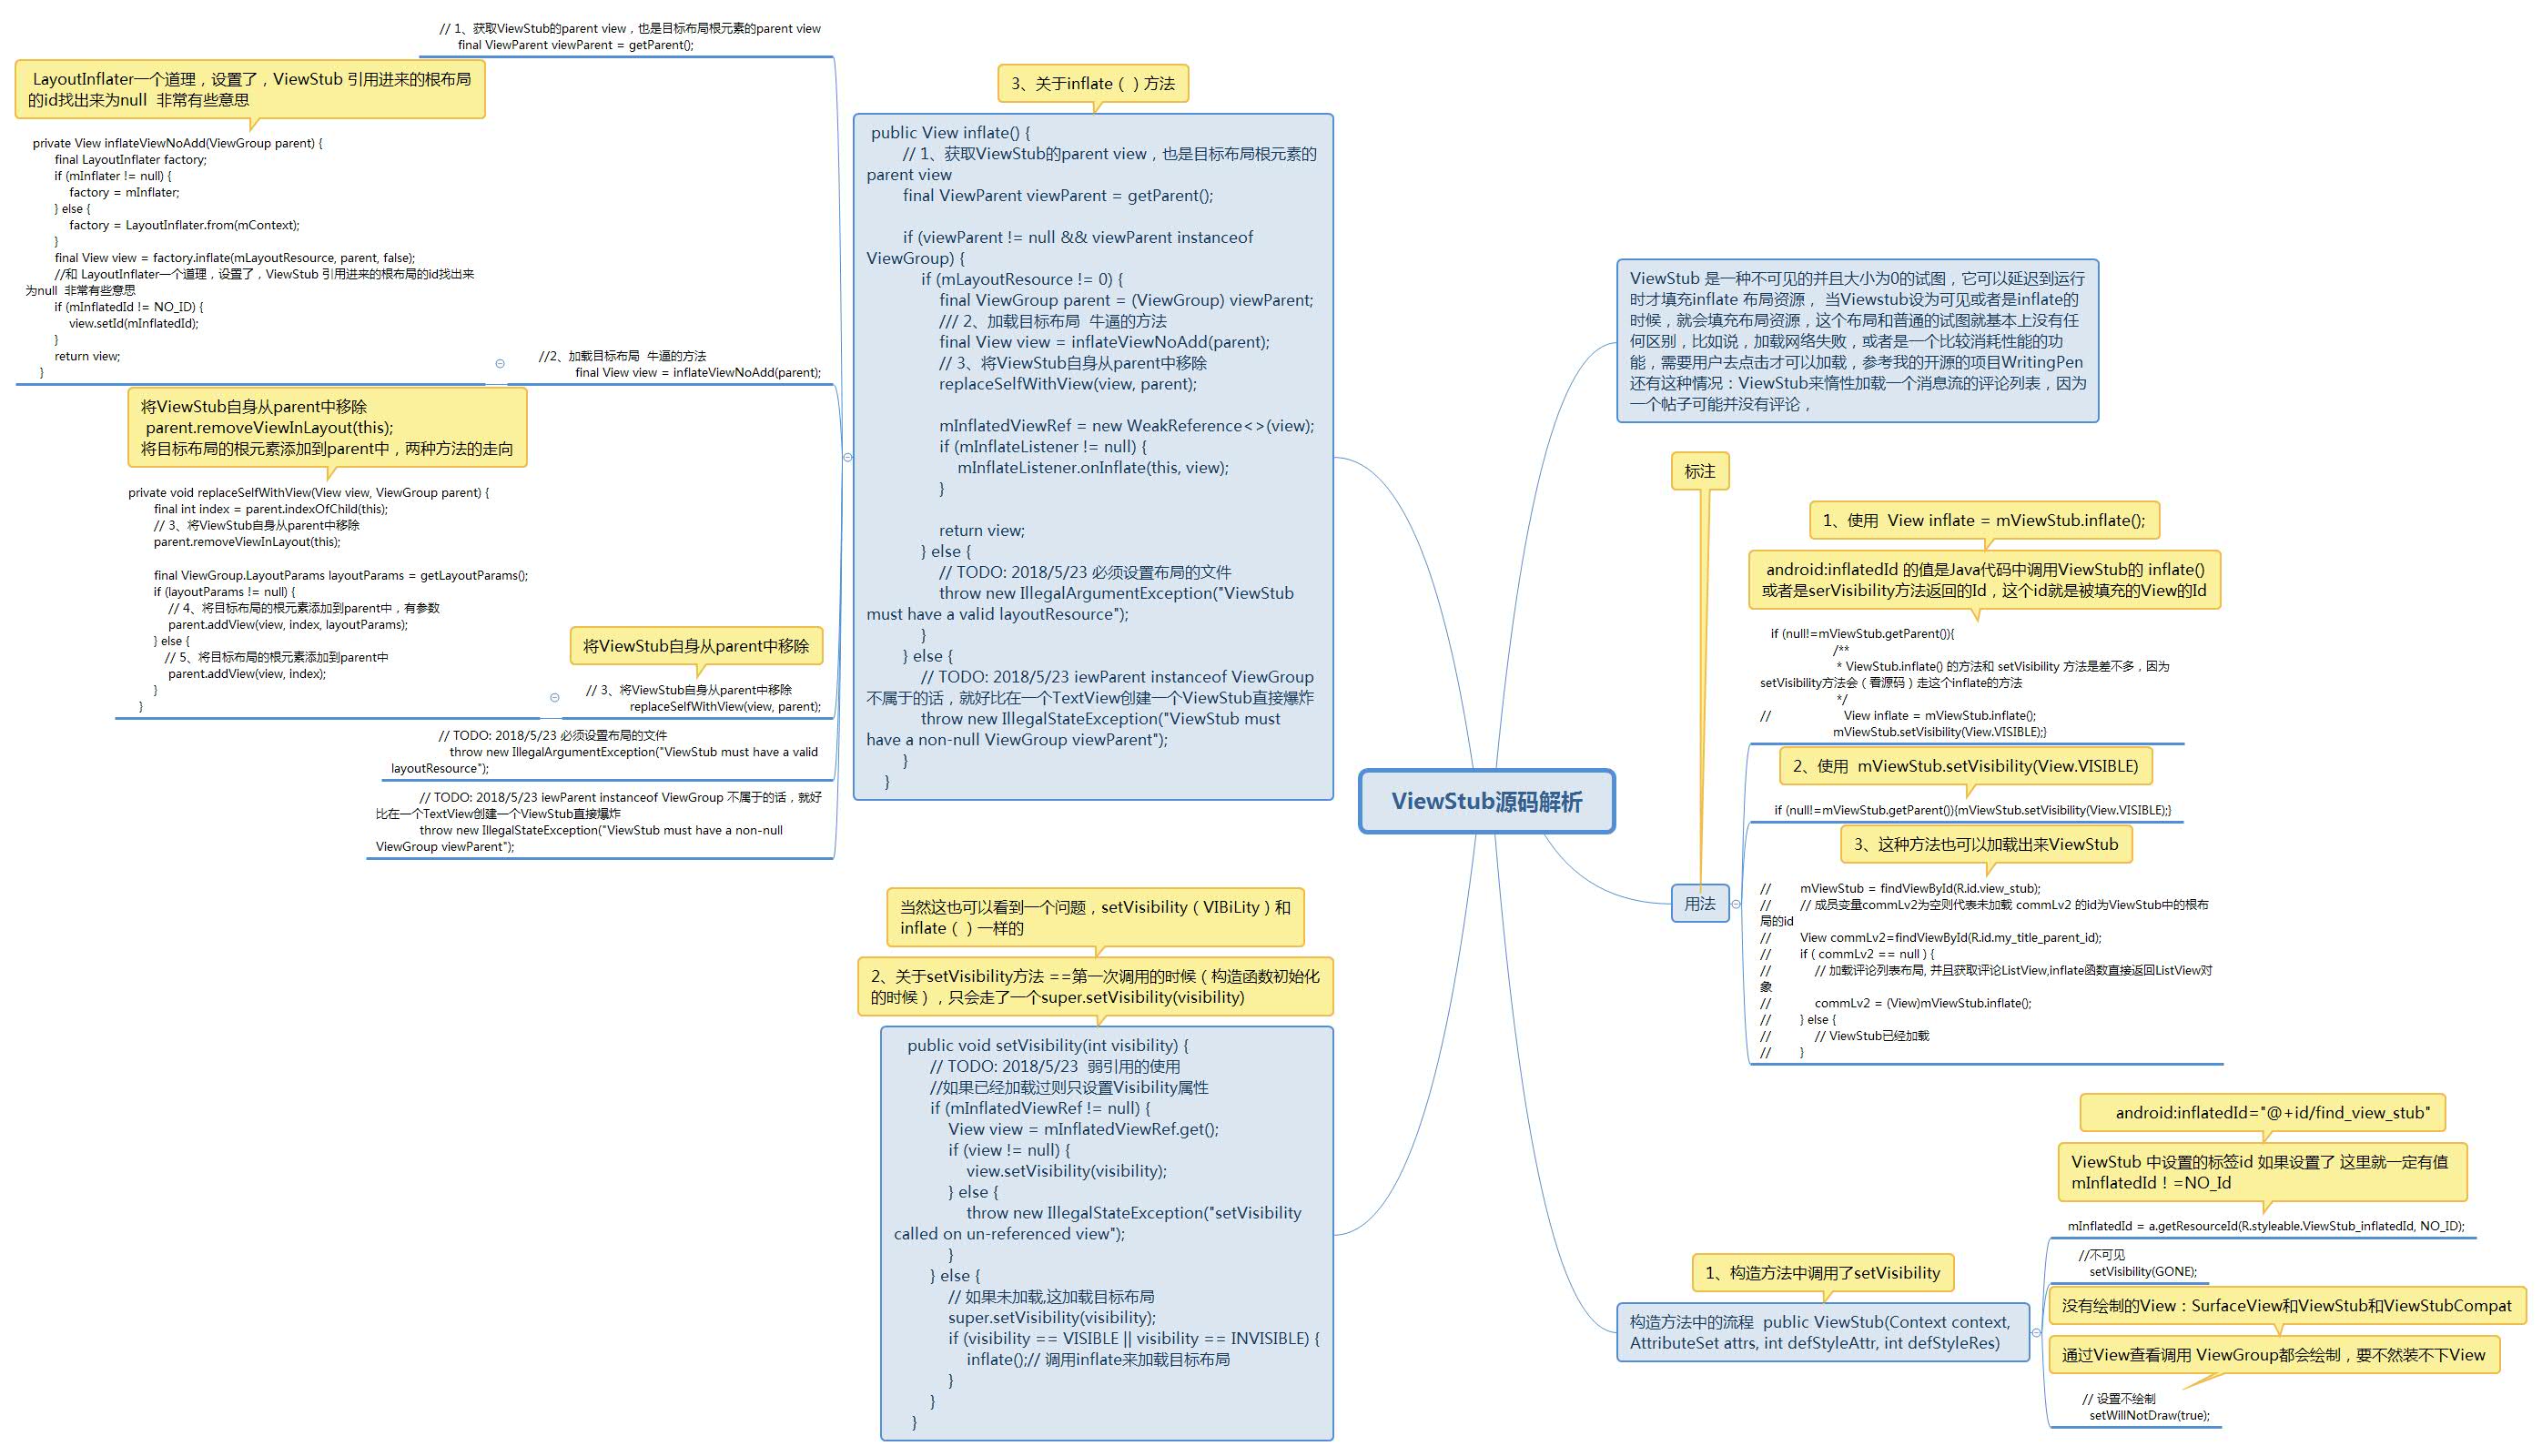 // 1、获取ViewStub的parent view，也是目标布局根元素的parent view
final ViewParent viewParent = getParent();
LayoutInflater一个道理，设置了，ViewStub 引用进来的根布局
的id找出来为null  非常有些意思
private View inflateViewNoAdd(ViewGroup parent) {
final LayoutInflater factory;
if (mInflater != null) {
factory = mInflater;
} else {
factory = LayoutInflater.from(mContext);
}
final View view = factory.inflate(mLayoutResource, parent, false);
//和 LayoutInflater一个道理，设置了，ViewStub 引用进来的根布局的id找出来
为null  非常有些意思
if (mInflatedId != NO_ID) {
view.setId(mInflatedId);
}
return view;
}
//2、加载目标布局  牛逼的方法
final View view = inflateViewNoAdd(parent);
将ViewStub自身从parent中移除
parent.removeViewInLayout(this);
将目标布局的根元素添加到parent中，两种方法的走向
private void replaceSelfWithView(View view, ViewGroup parent) {
final int index = parent.indexOfChild(this);
// 3、将ViewStub自身从parent中移除
parent.removeViewInLayout(this);
final ViewGroup.LayoutParams layoutParams = getLayoutParams();
if (layoutParams != null) {
// 4、将目标布局的根元素添加到parent中，有参数
parent.addView(view, index, layoutParams);
} else {
// 5、将目标布局的根元素添加到parent中
parent.addView(view, index);
}
}
将ViewStub自身从parent中移除
// 3、将ViewStub自身从parent中移除
replaceSelfWithView(view, parent);
// TODO: 2018/5/23 必须设置布局的文件
throw new IllegalArgumentException("ViewStub must have a valid
layoutResource");
// TODO: 2018/5/23 iewParent instanceof ViewGroup 不属于的话，就好
比在一个TextView创建一个ViewStub直接爆炸
throw new IllegalStateException("ViewStub must have a non-null
ViewGroup viewParent");
3、关于inflate（ ）方法
public View inflate() {
// 1、获取ViewStub的parent view，也是目标布局根元素的
parent view
final ViewParent viewParent = getParent();
if (viewParent != null && viewParent instanceof
ViewGroup) {
if (mLayoutResource != 0) {
final ViewGroup parent = (ViewGroup) viewParent;
/// 2、加载目标布局  牛逼的方法
final View view = inflateViewNoAdd(parent);
// 3、将ViewStub自身从parent中移除
replaceSelfWithView(view, parent);
mInflatedViewRef = new WeakReference<>(view);
if (mInflateListener != null) {
mInflateListener.onInflate(this, view);
}
return view;
} else {
// TODO: 2018/5/23 必须设置布局的文件
throw new IllegalArgumentException("ViewStub
must have a valid layoutResource");
}
} else {
// TODO: 2018/5/23 iewParent instanceof ViewGroup
不属于的话，就好比在一个TextView创建一个ViewStub直接爆炸
throw new IllegalStateException("ViewStub must
have a non-null ViewGroup viewParent");
}
}
当然这也可以看到一个问题，setVisibility（VIBiLity）和
inflate（ ）一样的
2、关于setVisibility方法 ==第一次调用的时候（构造函数初始化
的时候），只会走了一个super.setVisibility(visibility)
public void setVisibility(int visibility) {
// TODO: 2018/5/23  弱引用的使用
//如果已经加载过则只设置Visibility属性
if (mInflatedViewRef != null) {
View view = mInflatedViewRef.get();
if (view != null) {
view.setVisibility(visibility);
} else {
throw new IllegalStateException("setVisibility
called on un-referenced view");
}
} else {
// 如果未加载,这加载目标布局
super.setVisibility(visibility);
if (visibility == VISIBLE || visibility == INVISIBLE) {
inflate();// 调用inflate来加载目标布局
}
}
}
ViewStub源码解析
ViewStub 是一种不可见的并且大小为0的试图，它可以延迟到运行
时才填充inflate 布局资源， 当Viewstub设为可见或者是inflate的
时候，就会填充布局资源，这个布局和普通的试图就基本上没有任
何区别，比如说，加载网络失败，或者是一个比较消耗性能的功
能，需要用户去点击才可以加载，参考我的开源的项目WritingPen
还有这种情况：ViewStub来惰性加载一个消息流的评论列表，因为
一个帖子可能并没有评论，
标注
用法
1、使用  View inflate = mViewStub.inflate();
android:inflatedId 的值是Java代码中调用ViewStub的 inflate()
或者是serVisibility方法返回的Id，这个id就是被填充的View的Id
if (null!=mViewStub.getParent()){
/**
* ViewStub.inflate() 的方法和 setVisibility 方法是差不多，因为
setVisibility方法会（看源码）走这个inflate的方法
*/
//                    View inflate = mViewStub.inflate();
mViewStub.setVisibility(View.VISIBLE);}
2、使用  mViewStub.setVisibility(View.VISIBLE)
if (null!=mViewStub.getParent()){mViewStub.setVisibility(View.VISIBLE);}
3、这种方法也可以加载出来ViewStub
//        mViewStub = findViewById(R.id.view_stub);
//        // 成员变量commLv2为空则代表未加载 commLv2 的id为ViewStub中的根布
局的id
//        View commLv2=findViewById(R.id.my_title_parent_id);
//        if ( commLv2 == null ) {
//            // 加载评论列表布局, 并且获取评论ListView,inflate函数直接返回ListView对
象
//            commLv2 = (View)mViewStub.inflate();
//        } else {
//            // ViewStub已经加载
//        }
android:inflatedId="@+id/find_view_stub"
ViewStub 中设置的标签id 如果设置了 这里就一定有值
mInflatedId！=NO_Id
mInflatedId = a.getResourceId(R.styleable.ViewStub_inflatedId, NO_ID);
//不可见
setVisibility(GONE);
没有绘制的View：SurfaceView和ViewStub和ViewStubCompat
通过View查看调用 ViewGroup都会绘制，要不然装不下View
// 设置不绘制
setWillNotDraw(true);
1、构造方法中调用了setVisibility
构造方法中的流程  public ViewStub(Context context,
AttributeSet attrs, int defStyleAttr, int defStyleRes)